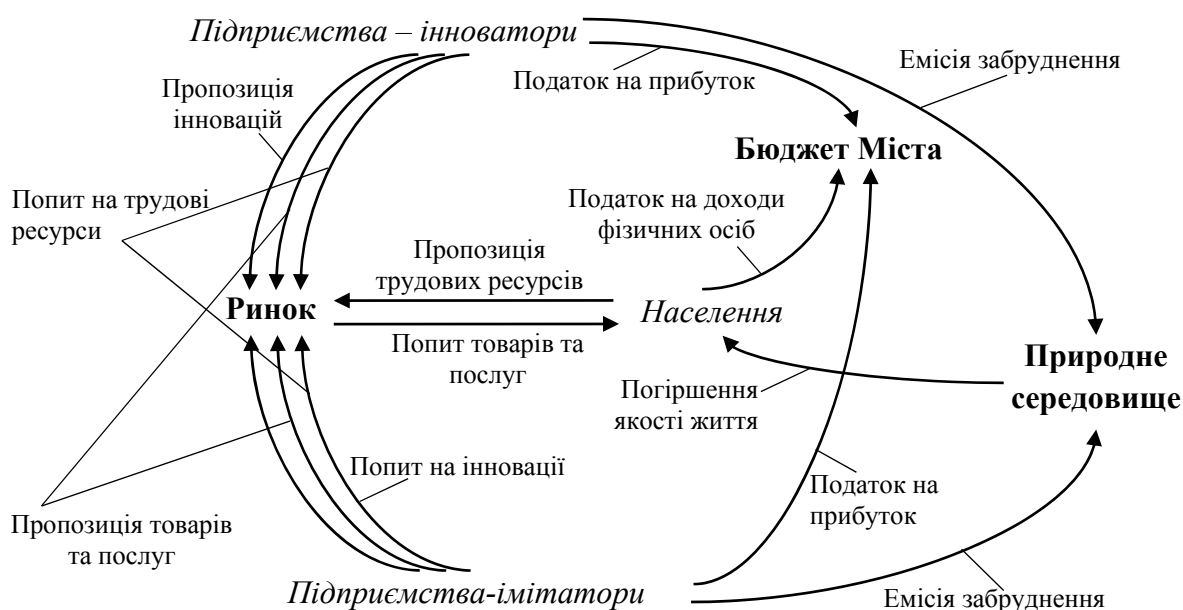 Підприємства – інноватори
Емісія забруднення
Податок на прибуток
Пропозиція
інновацій
Бюджет Міста
Попит на трудові
ресурси
Податок на доходи
фізичних осіб
Пропозиція
трудових ресурсів
Ринок
Населення
Попит товарів та
послуг
Природне
середовище
Погіршення
якості життя
Попит на інновації
Податок на
прибуток
Пропозиція товарів
та послуг
Підприємства-імітатори
Емісія забруднення